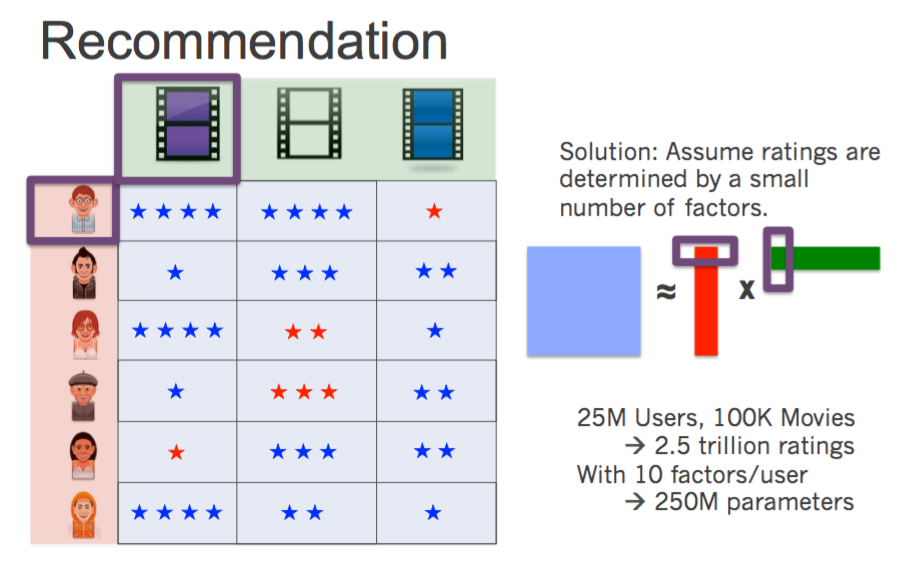 Recommendation
Solution: Assume ratings are
determined by a small
number of factors.
≈ x
25M Users, 100K Movies
→ 2.5 trillion ratings
With 10 factors/user
→ 250M parameters